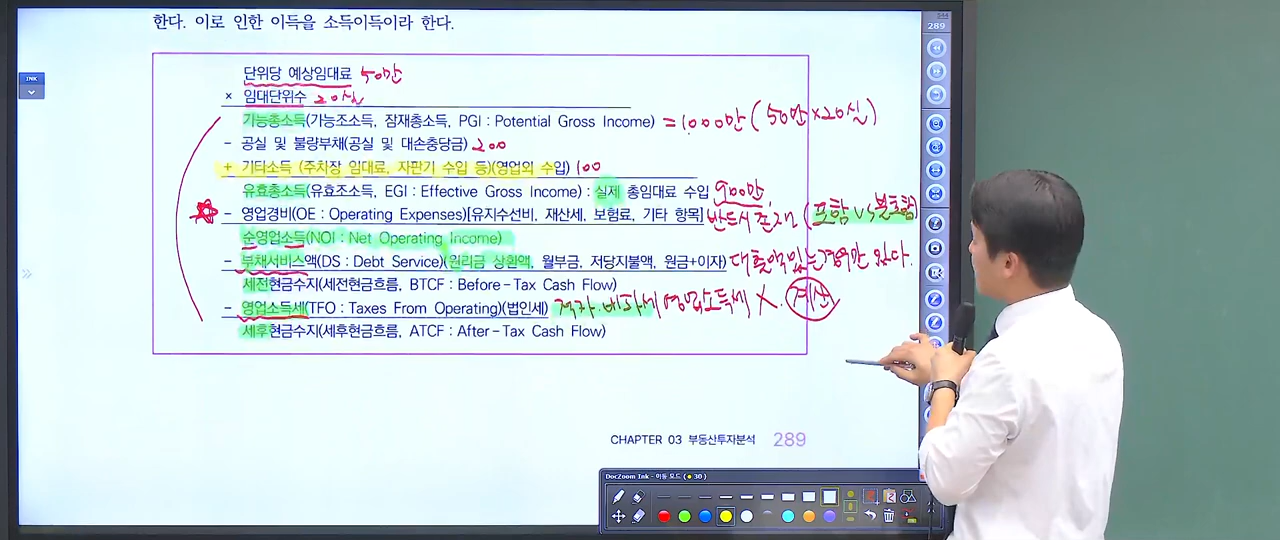 한다. 이로 인한 이득을 소득이득이라 한다.
544
289
INK
단위당 예상임대료 50만
× 임대단위수 20실
가능총소득(가능조소득, 잠재총소득, PGI : Potential Gross Income) = 1,000만 (50만×20실)
- 공실 및 불량부채(공실 및 대손충당금) 200
+ 기타소득 (주차장 임대료, 자판기 수입 등)(영업외 수입) 100
유효총소득(유효조소득, EGI : Effective Gross Income) : 실제 총임대료 수입 900만
- 영업경비(OE : Operating Expenses)[유지수선비, 재산세, 보험료, 기타 항목] 반드시 존재 (포함 VS 불포함)
순영업소득(NOI : Net Operating Income)
- 부채서비스액(DS : Debt Service)(원리금 상환액, 월부금, 저당지불액, 원금+이자) 대출액있는경우만 있다.
세전현금수지(세전현금흐름, BTCF : Before-Tax Cash Flow)
- 영업소득세(TFO : Taxes From Operating)(법인세) 적자. 비과세 영업소득세 X. 계산
세후현금수지(세후현금흐름, ATCF : After-Tax Cash Flow)
CHAPTER 03 부동산투자분석 289
DocZoom Ink - 이동 모드 ( 30 )